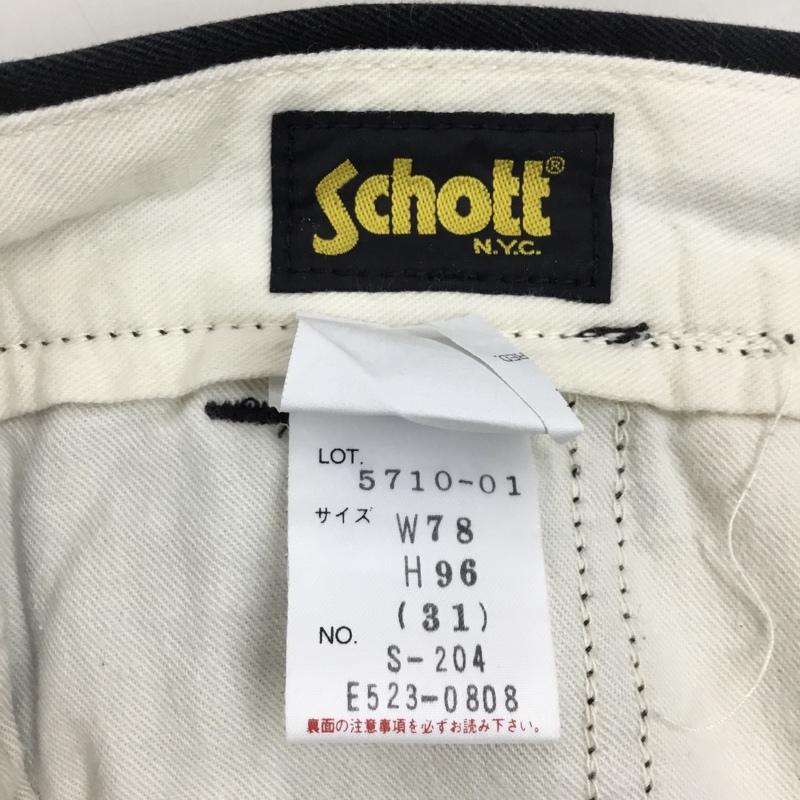 Schott®
N.Y.C.
RED.
LOT.
5710-01
サイズ W78
H96
(31)
NO.
S-204
E523-0808
裏面の注意事項を必ずお読み下さい。